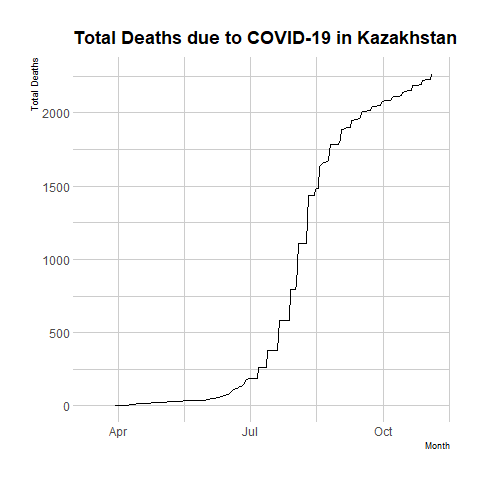 Total Deaths due to COVID-19 in Kazakhstan
Total Deaths
2000
1500
1000
500
0
Apr Jul Oct
Month